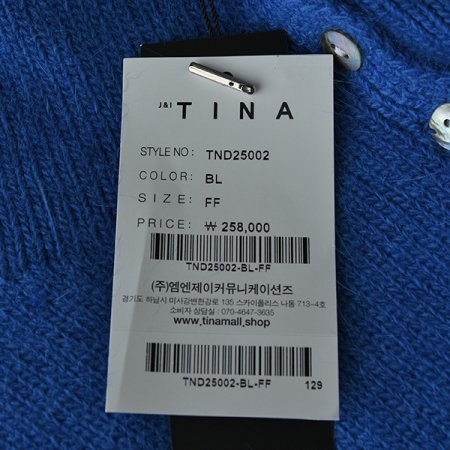 J&I TINA
STYLE NO : TND25002
COLOR: BL
SIZE: FF
PRICE: ₩ 258,000
TND25002-BL-FF
(주)엠엔제이커뮤니케이션즈
경기도 하남시 미사강변한강로 135 스카이폴리스 나동 713-4호
소비자 상담실 : 070-4647-3635
www.tinamall.shop
TND25002-BL-FF 129